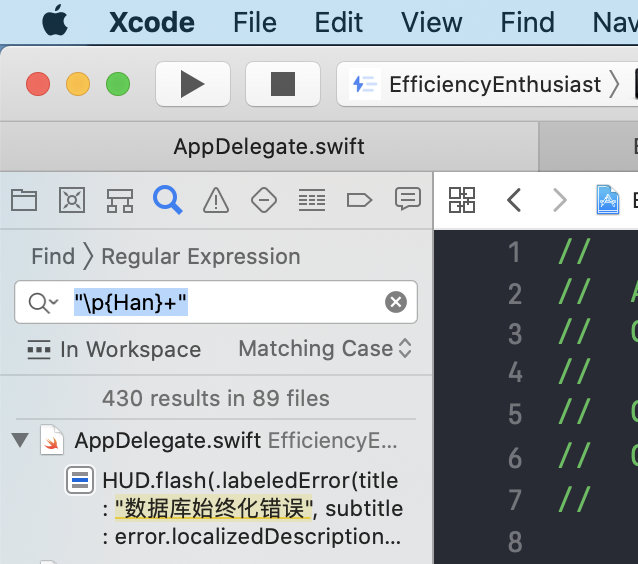 Xcode File Edit View Find Nav
EfficiencyEnthusiast
AppDelegate.swift
Find 〉Regular Expression
"\p{Han}+"
In Workspace Matching Case
430 results in 89 files
AppDelegate.swift EfficiencyE...
HUD.flash(.labeledError(title
: "数据库始终化错误", subtitle
: error.localizedDescription...
1 //
2 //
3 //
4 //
5 //
6 //
7 //
8